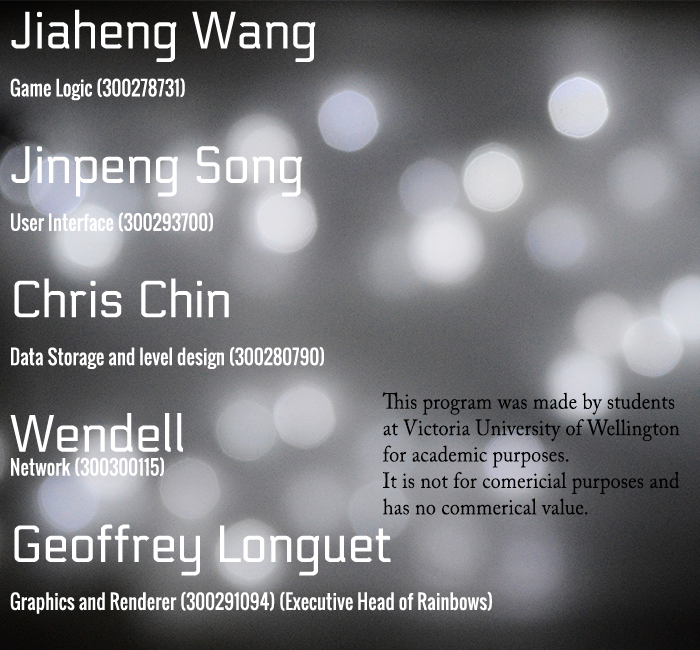 Jiaheng Wang
Game Logic (300278731)
Jinpeng Song
User Interface (300293700)
Chris Chin
Data Storage and level design (300280790)
Wendell
Network (300300115)
Geoffrey Longuet
Graphics and Renderer (300291094) (Executive Head of Rainbows)
This program was made by students
at Victoria University of Wellington
for academic purposes.
It is not for comericial purposes and
has no commerical value.